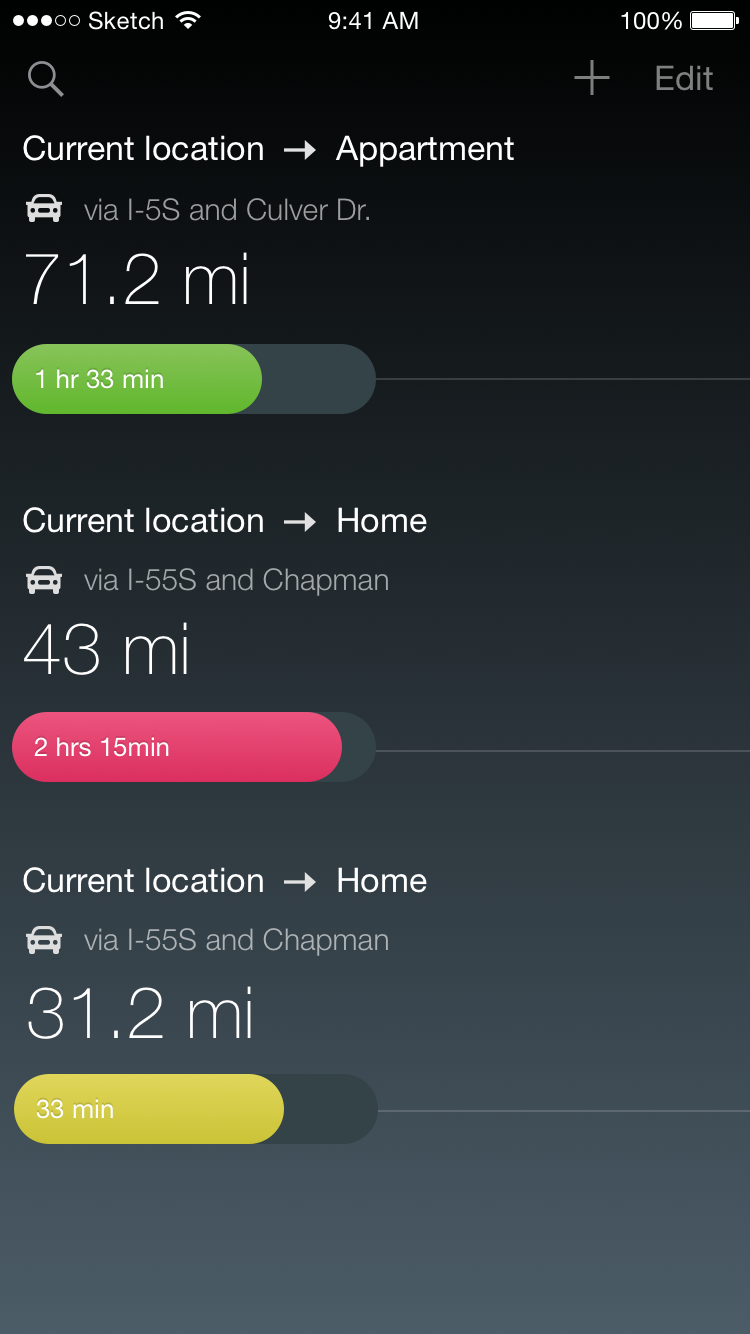 Sketch 9:41 AM 100%
Edit
Current location → Appartment
via I-5S and Culver Dr.
71.2 mi
1 hr 33 min
Current location → Home
via I-55S and Chapman
43 mi
2 hrs 15min
Current location → Home
via I-55S and Chapman
31.2 mi
33 min